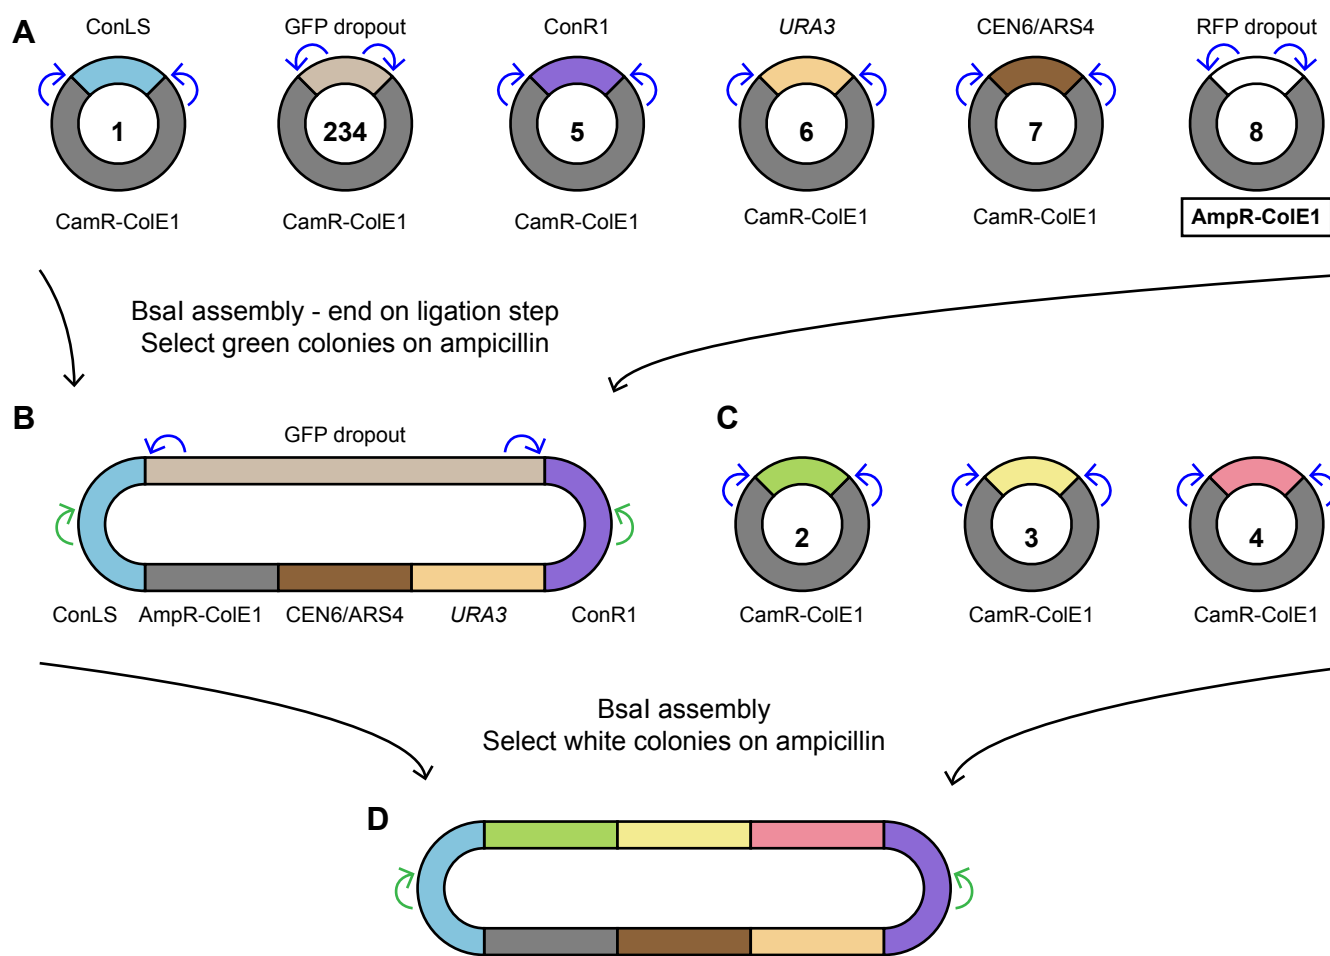 A
ConLS
GFP dropout
ConR1
URA3
CEN6/ARS4
RFP dropout
1
234
5
6
7
8
CamR-ColE1
CamR-ColE1
CamR-ColE1
CamR-ColE1
CamR-ColE1
AmpR-ColE1
BsaI assembly - end on ligation step
Select green colonies on ampicillin
B
GFP dropout
ConLS
AmpR-ColE1
CEN6/ARS4
URA3
ConR1
C
2
3
4
CamR-ColE1
CamR-ColE1
CamR-ColE1
BsaI assembly
Select white colonies on ampicillin
D